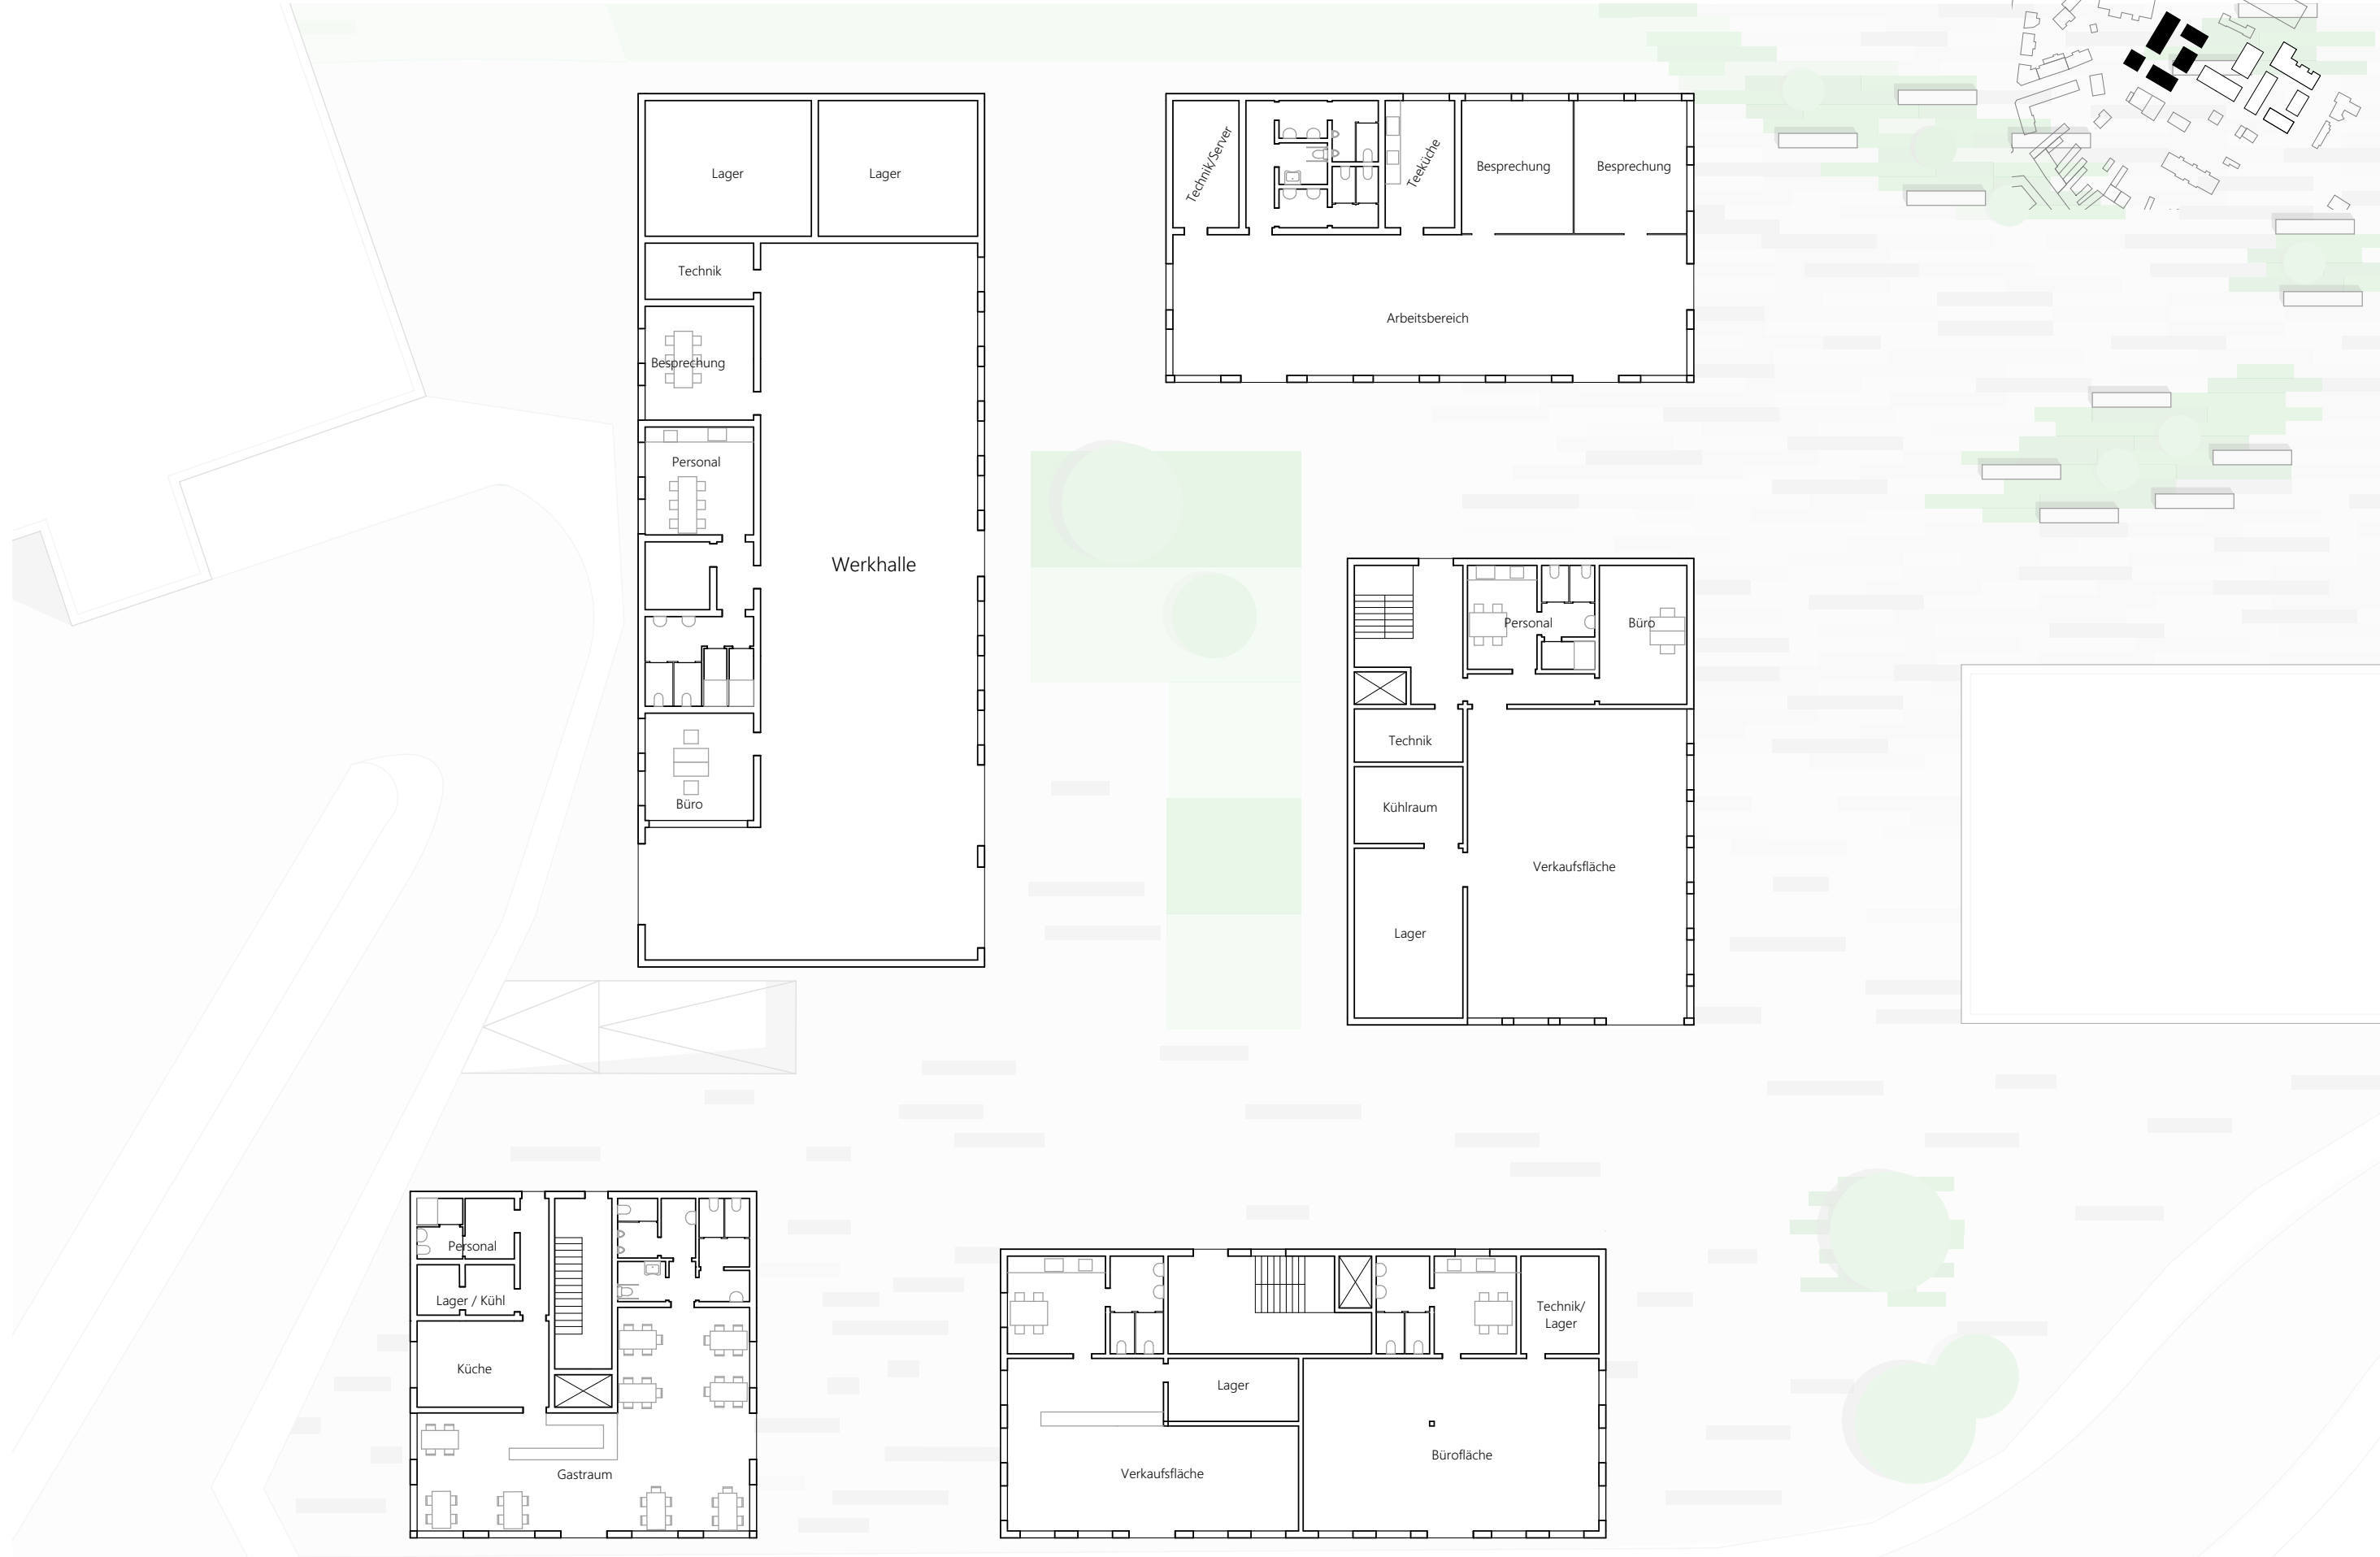 Lager
Lager
Technik
Besprechung
Personal
Werkhalle
Büro
Technik/Server
Teeküche
Besprechung
Besprechung
Arbeitsbereich
Personal
Büro
Technik
Kühlraum
Verkaufsfläche
Lager
Personal
Lager / Kühl
Küche
Gastraum
Technik/
Lager
Lager
Bürofläche
Verkaufsfläche